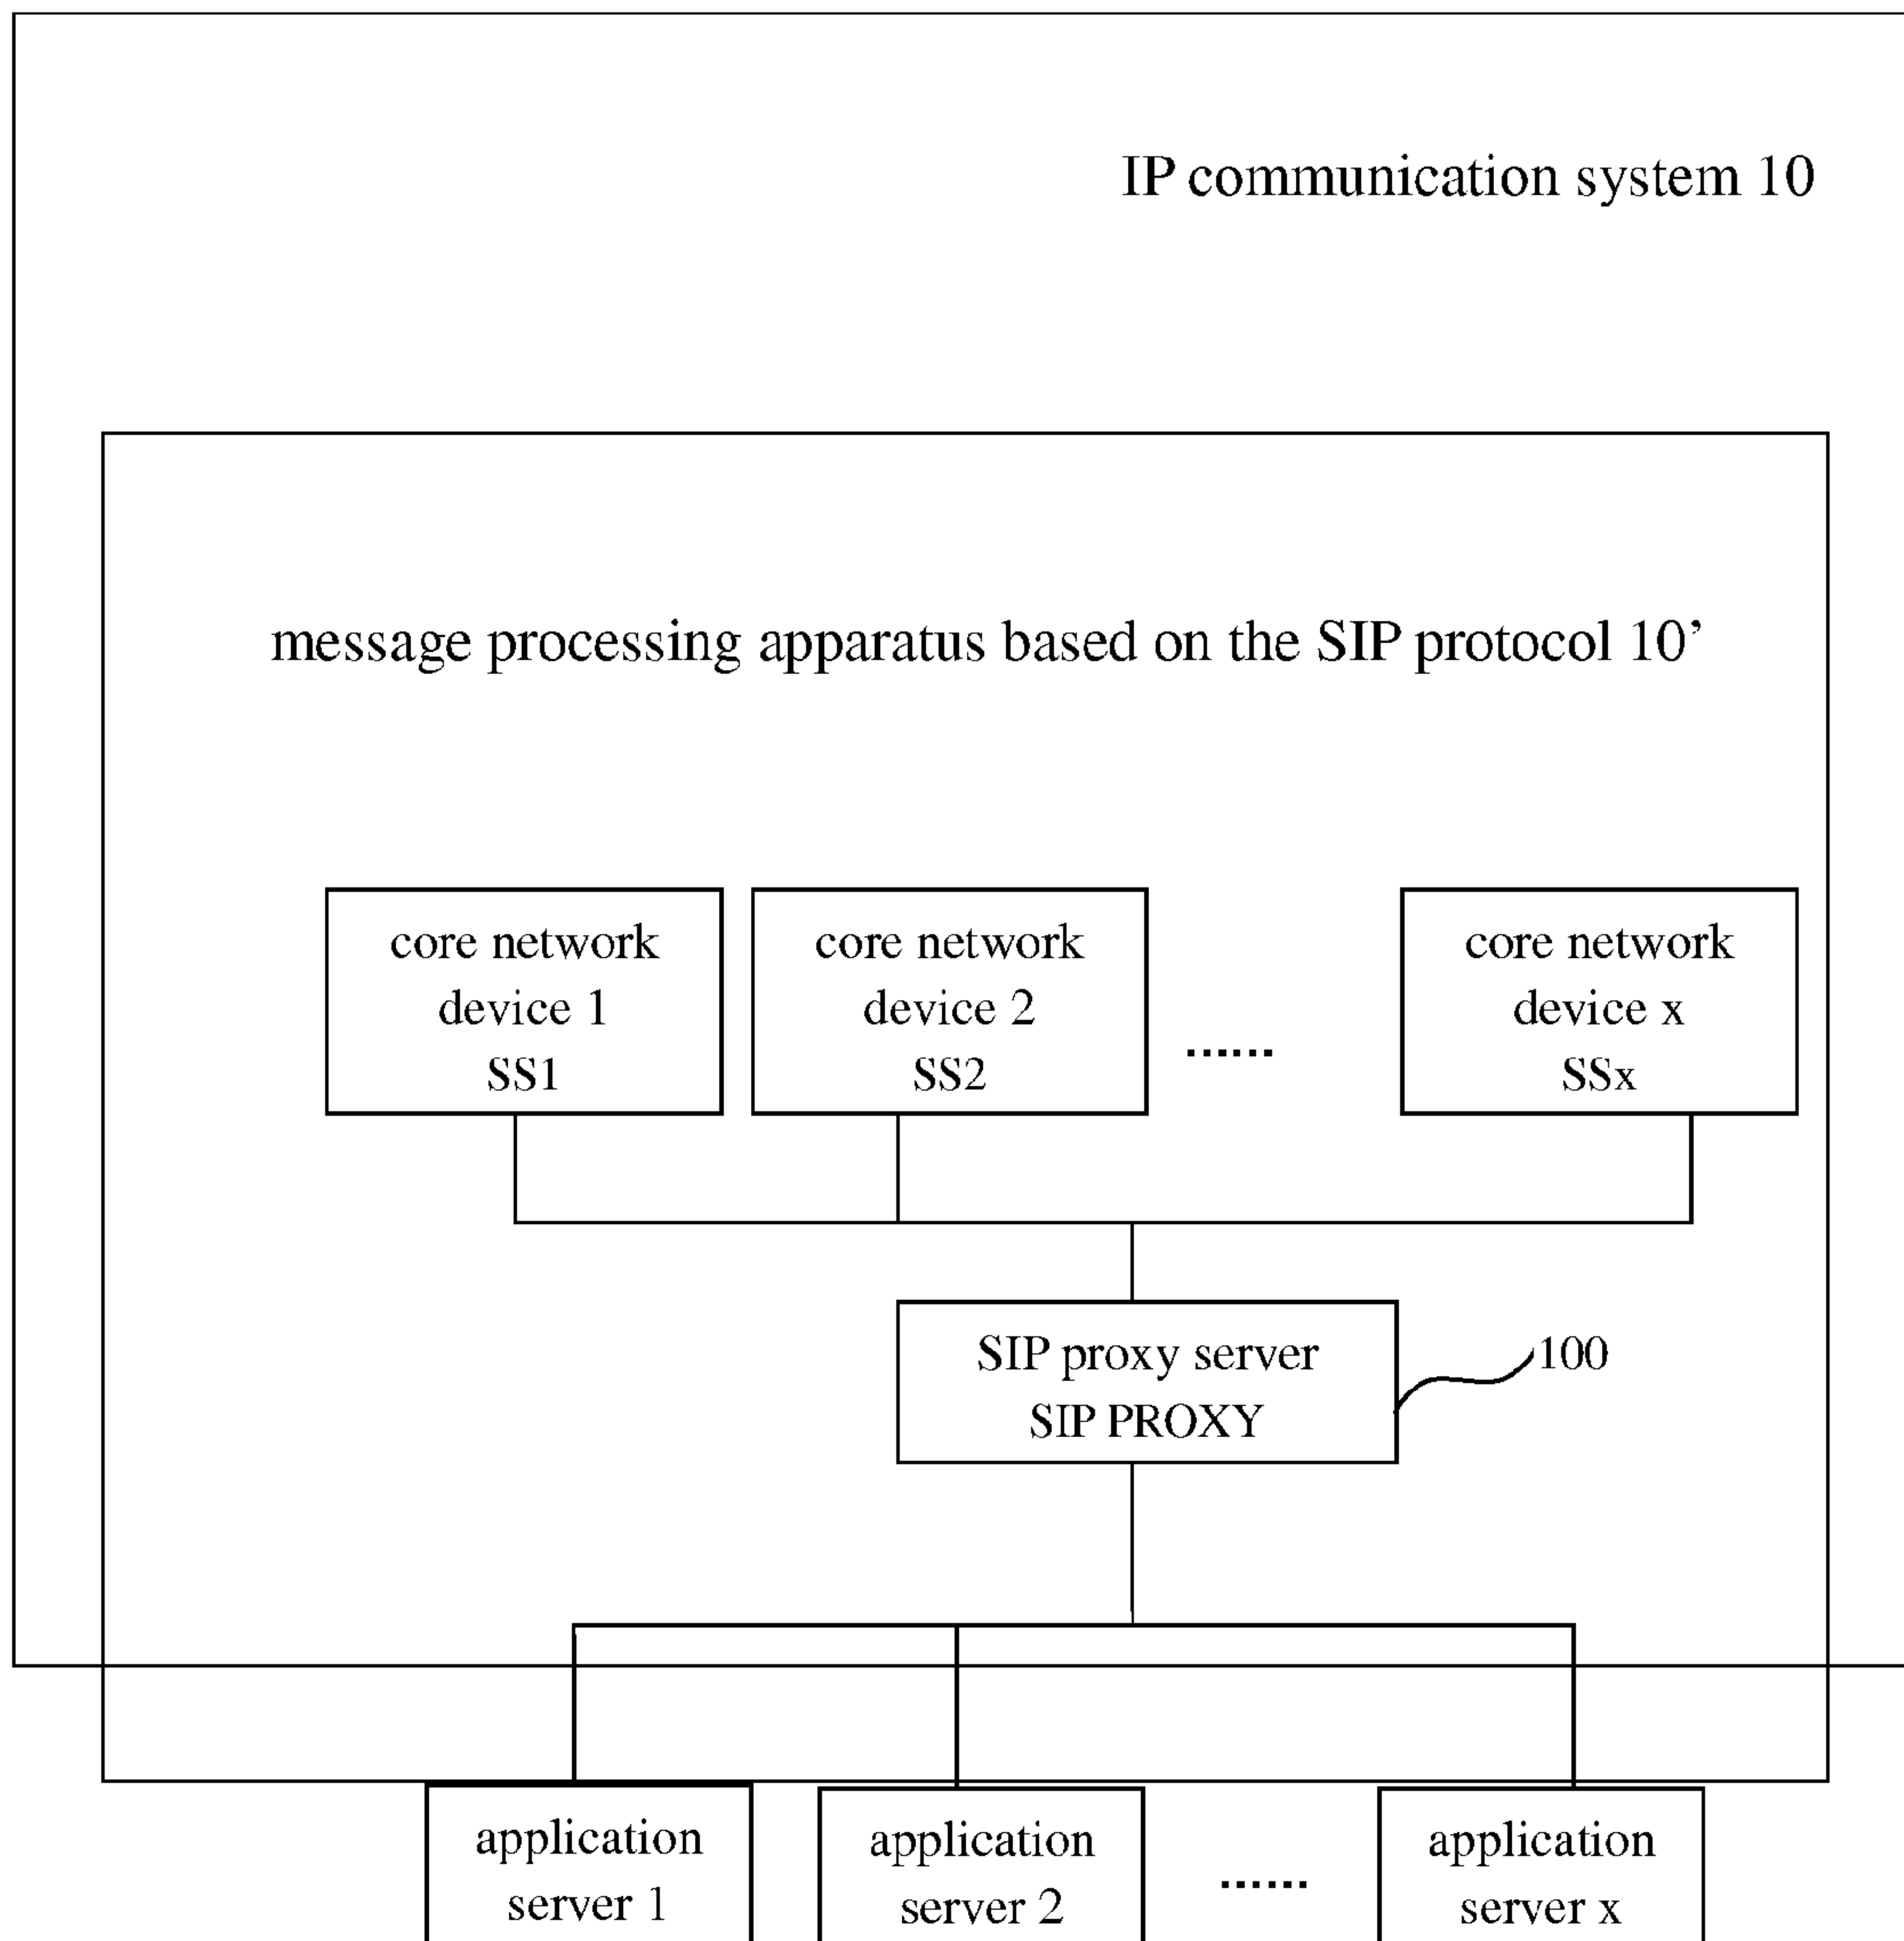 IP communication system 10
message processing apparatus based on the SIP protocol 10’
core network
device 1
SS1
core network
device 2
SS2
......
core network
device x
SSx
SIP proxy server
SIP PROXY
100
application
server 1
application
server 2
......
application
server x